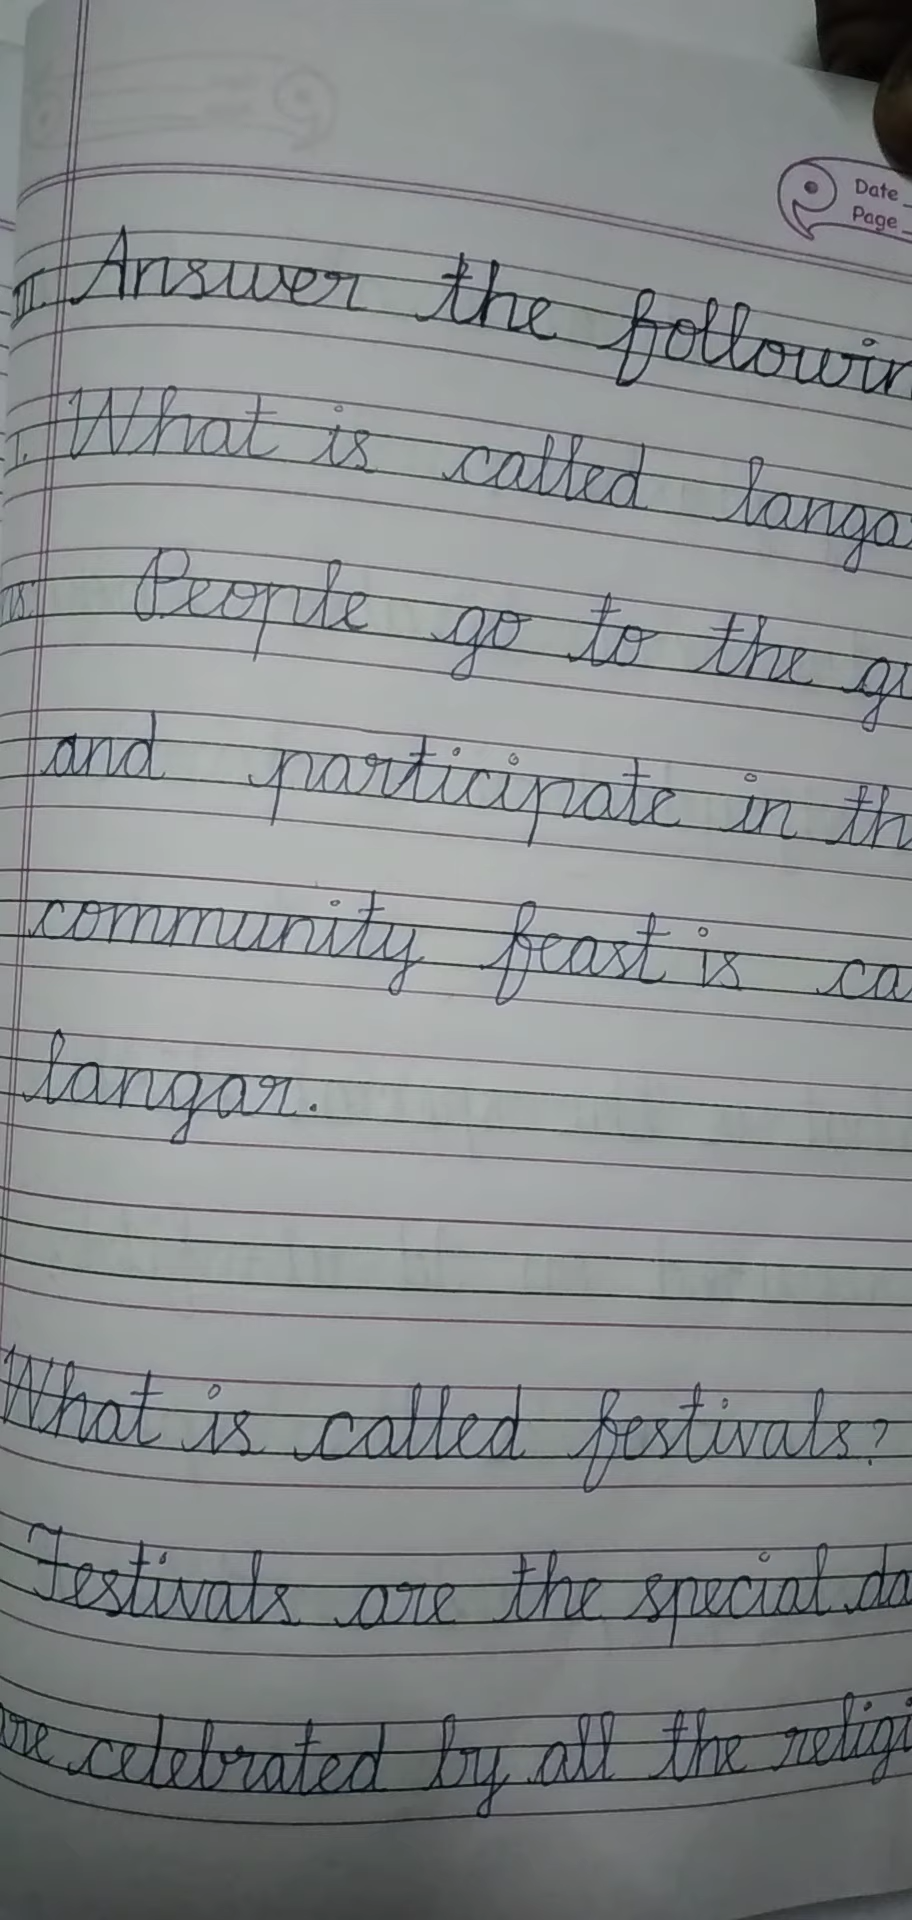 Date
Page
III. Answer the followin
1. What is called langa
People go to the gu
and participate in th
community feast is ca
langar.
What is called festivals?
Festivals are the special da
are celebrated by all the religi